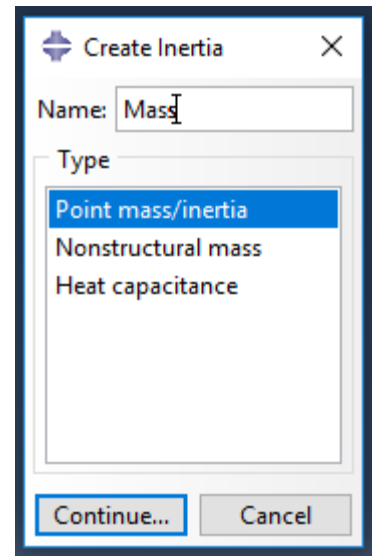 Create Inertia
Name: Mass
Type
Point mass/inertia
Nonstructural mass
Heat capacitance
Continue... Cancel